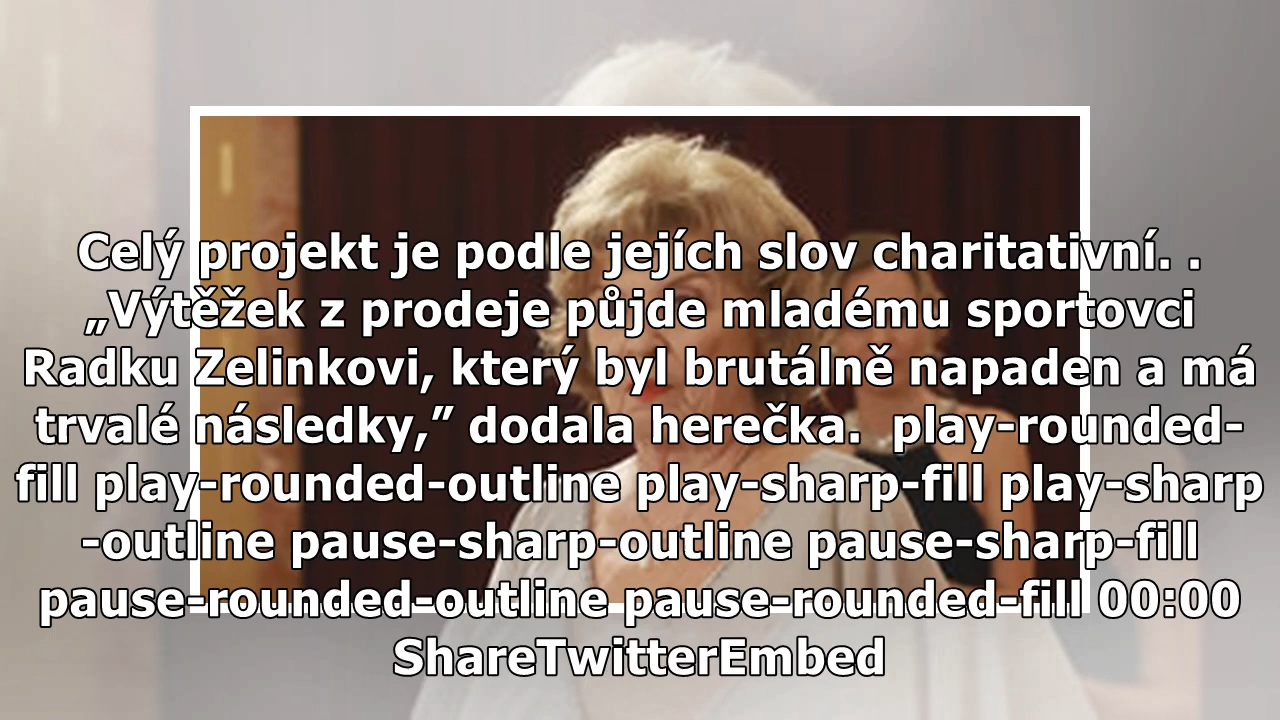 Celý projekt je podle jejích slov charitativní. .
„Výtěžek z prodeje půjde mladému sportovci
Radku Zelinkovi, který byl brutálně napaden a má
trvalé následky,” dodala herečka.  play-rounded-
fill play-rounded-outline play-sharp-fill play-sharp
-outline pause-sharp-outline pause-sharp-fill
pause-rounded-outline pause-rounded-fill 00:00
ShareTwitterEmbed